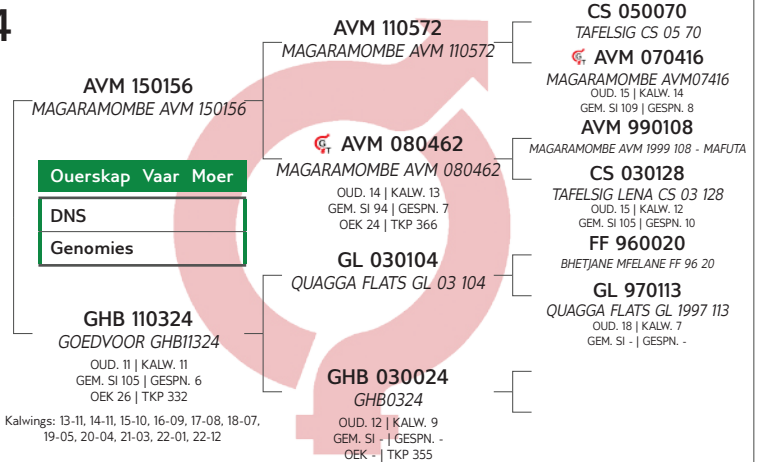 4
AVM 150156
MAGARAMOMBE AVM 150156
Ouerskap Vaar Moer
DNS
Genomies
GHB 110324
GOEDVOOR GHB11324
OUD. 11 | KALW. 11
GEM. SI 105 | GESPN. 6
OEK 26 | TKP 332
Kalwings: 13-11, 14-11, 15-10, 16-09, 17-08, 18-07,
19-05, 20-04, 21-03, 22-01, 22-12
AVM 110572
MAGARAMOMBE AVM 110572
GT AVM 080462
MAGARAMOMBE AVM 080462
OUD. 14 | KALW. 13
GEM. SI 94 | GESPN. 7
OEK 24 | TKP 366
GL 030104
QUAGGA FLATS GL 03 104
GHB 030024
GHB0324
OUD. 12 | KALW. 9
GEM. SI - | GESPN. -
OEK - | TKP 355
CS 050070
TAFELSIG CS 05 70
GT AVM 070416
MAGARAMOMBE AVM07416
OUD. 15 | KALW. 14
GEM. SI 109 | GESPN. 8
AVM 990108
MAGARAMOMBE AVM 1999 108 - MAFUTA
CS 030128
TAFELSIG LENA CS 03 128
OUD. 15 | KALW. 12
GEM. SI 105 | GESPN. 10
FF 960020
BHETJANE MFELANE FF 96 20
GL 970113
QUAGGA FLATS GL 1997 113
OUD. 18 | KALW. 7
GEM. SI - | GESPN. -